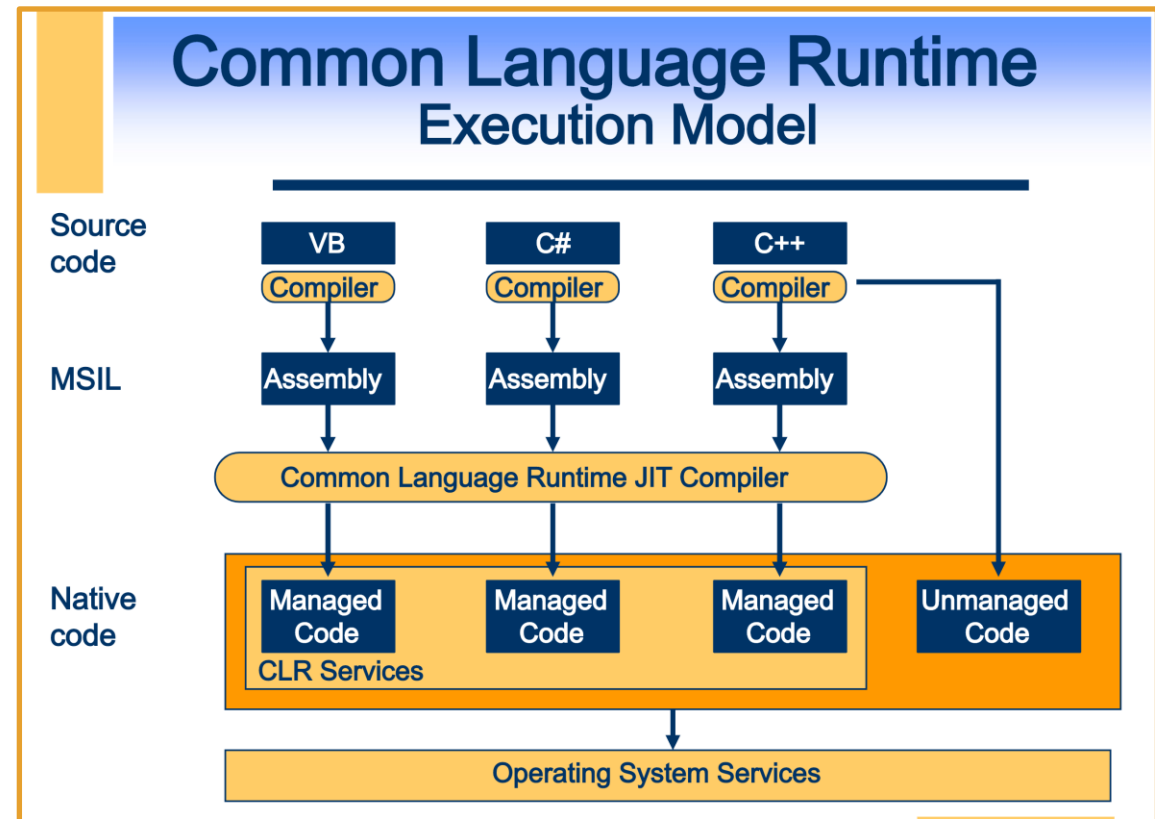 Common Language Runtime
Execution Model
Source
code
VB
C#
C++
Compiler
Compiler
Compiler
MSIL
Assembly
Assembly
Assembly
Common Language Runtime JIT Compiler
Native
code
Managed
Code
Managed
Code
Managed
Code
Unmanaged
Code
CLR Services
Operating System Services